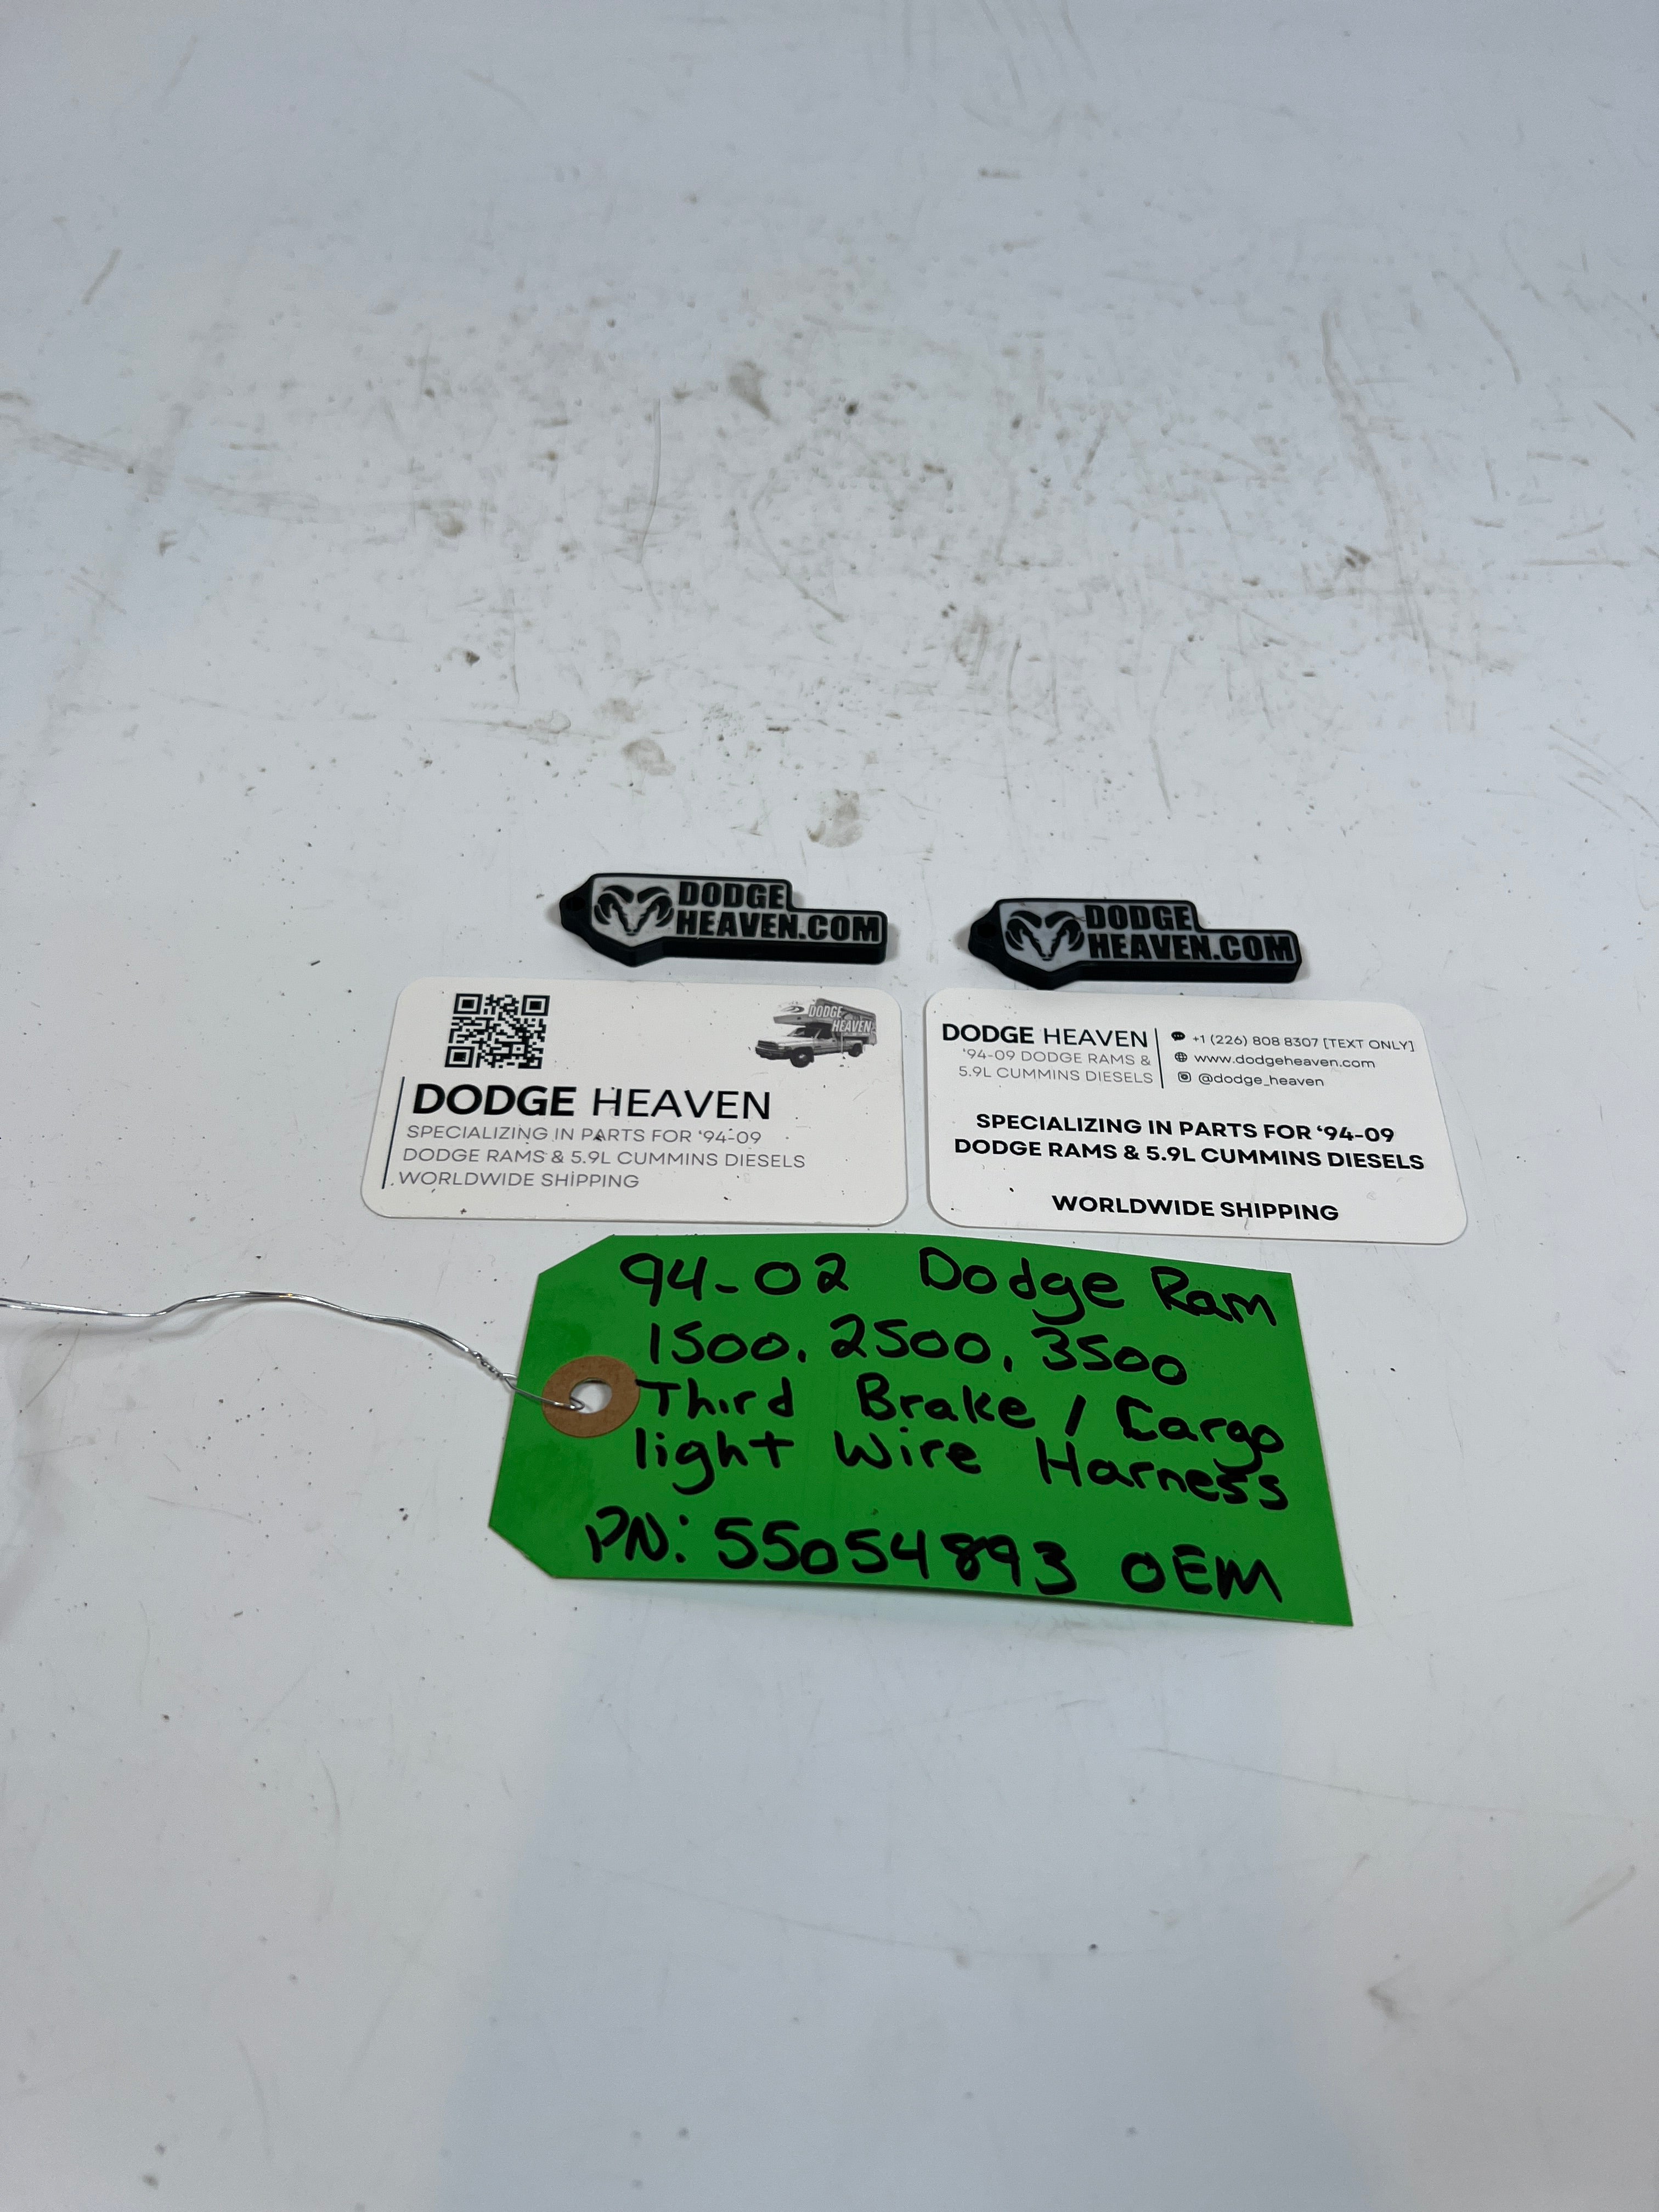 DODGE
HEAVEN.COM
DODGE
HEAVEN.COM
DODGE
HEAVEN
DODGE HEAVEN
SPECIALIZING IN PARTS FOR ‘94-09
DODGE RAMS & 5.9L CUMMINS DIESELS
WORLDWIDE SHIPPING
DODGE HEAVEN
‘94-09 DODGE RAMS &
5.9L CUMMINS DIESELS
+1 (226) 808 8307 [TEXT ONLY]
www.dodgeheaven.com
@dodge_heaven
SPECIALIZING IN PARTS FOR ‘94-09
DODGE RAMS & 5.9L CUMMINS DIESELS
WORLDWIDE SHIPPING
94-02 Dodge Ram
1500, 2500, 3500
Third Brake / Cargo
light Wire Harness
PN: 55054893 OEM